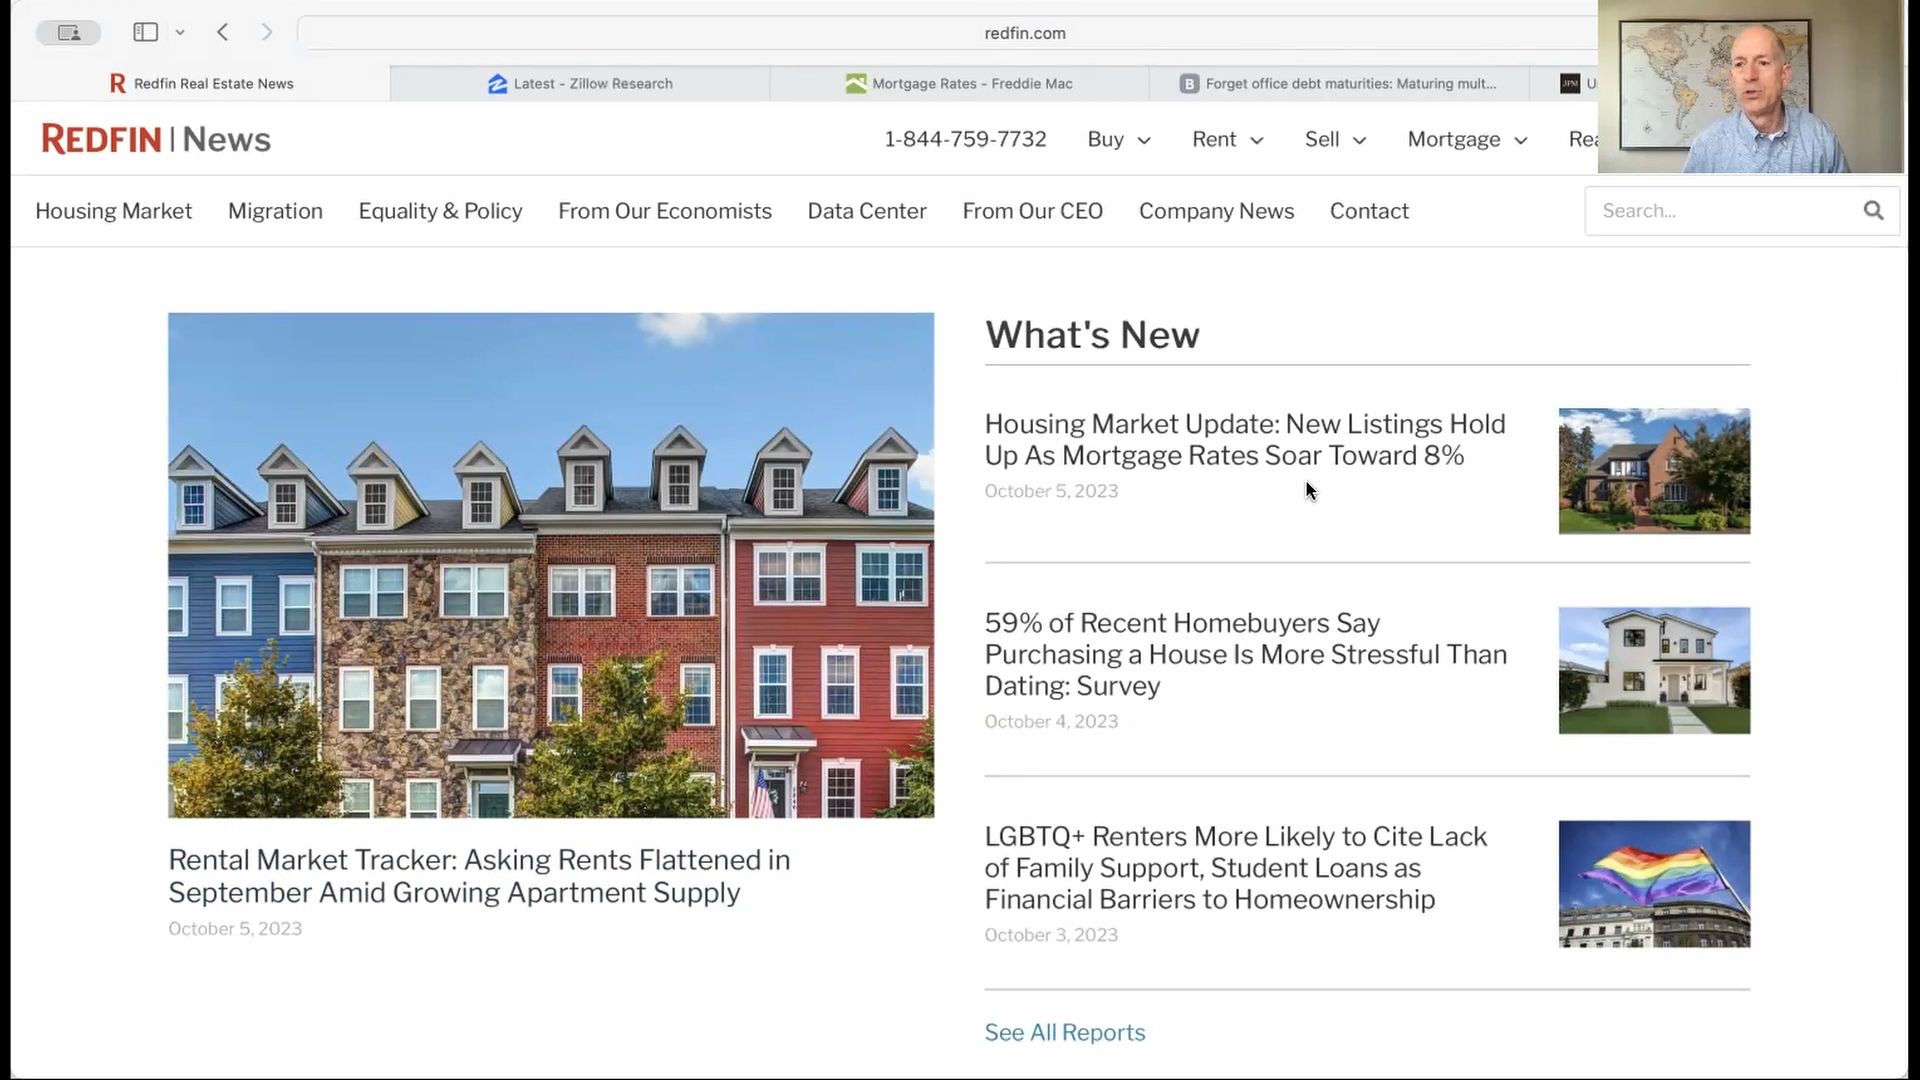 redfin.com
Redfin Real Estate News
Latest - Zillow Research
Mortgage Rates - Freddie Mac
B
Forget office debt maturities: Maturing mult...
JPM
REDFIN | News
1-844-759-7732
Buy
Rent
Sell
Mortgage
Housing Market
Migration
Equality & Policy
From Our Economists
Data Center
From Our CEO
Company News
Contact
Search...
What's New
Housing Market Update: New Listings Hold
Up As Mortgage Rates Soar Toward 8%
October 5, 2023
59% of Recent Homebuyers Say
Purchasing a House Is More Stressful Than
Dating: Survey
October 4, 2023
LGBTQ+ Renters More Likely to Cite Lack
of Family Support, Student Loans as
Financial Barriers to Homeownership
October 3, 2023
See All Reports
Rental Market Tracker: Asking Rents Flattened in
September Amid Growing Apartment Supply
October 5, 2023